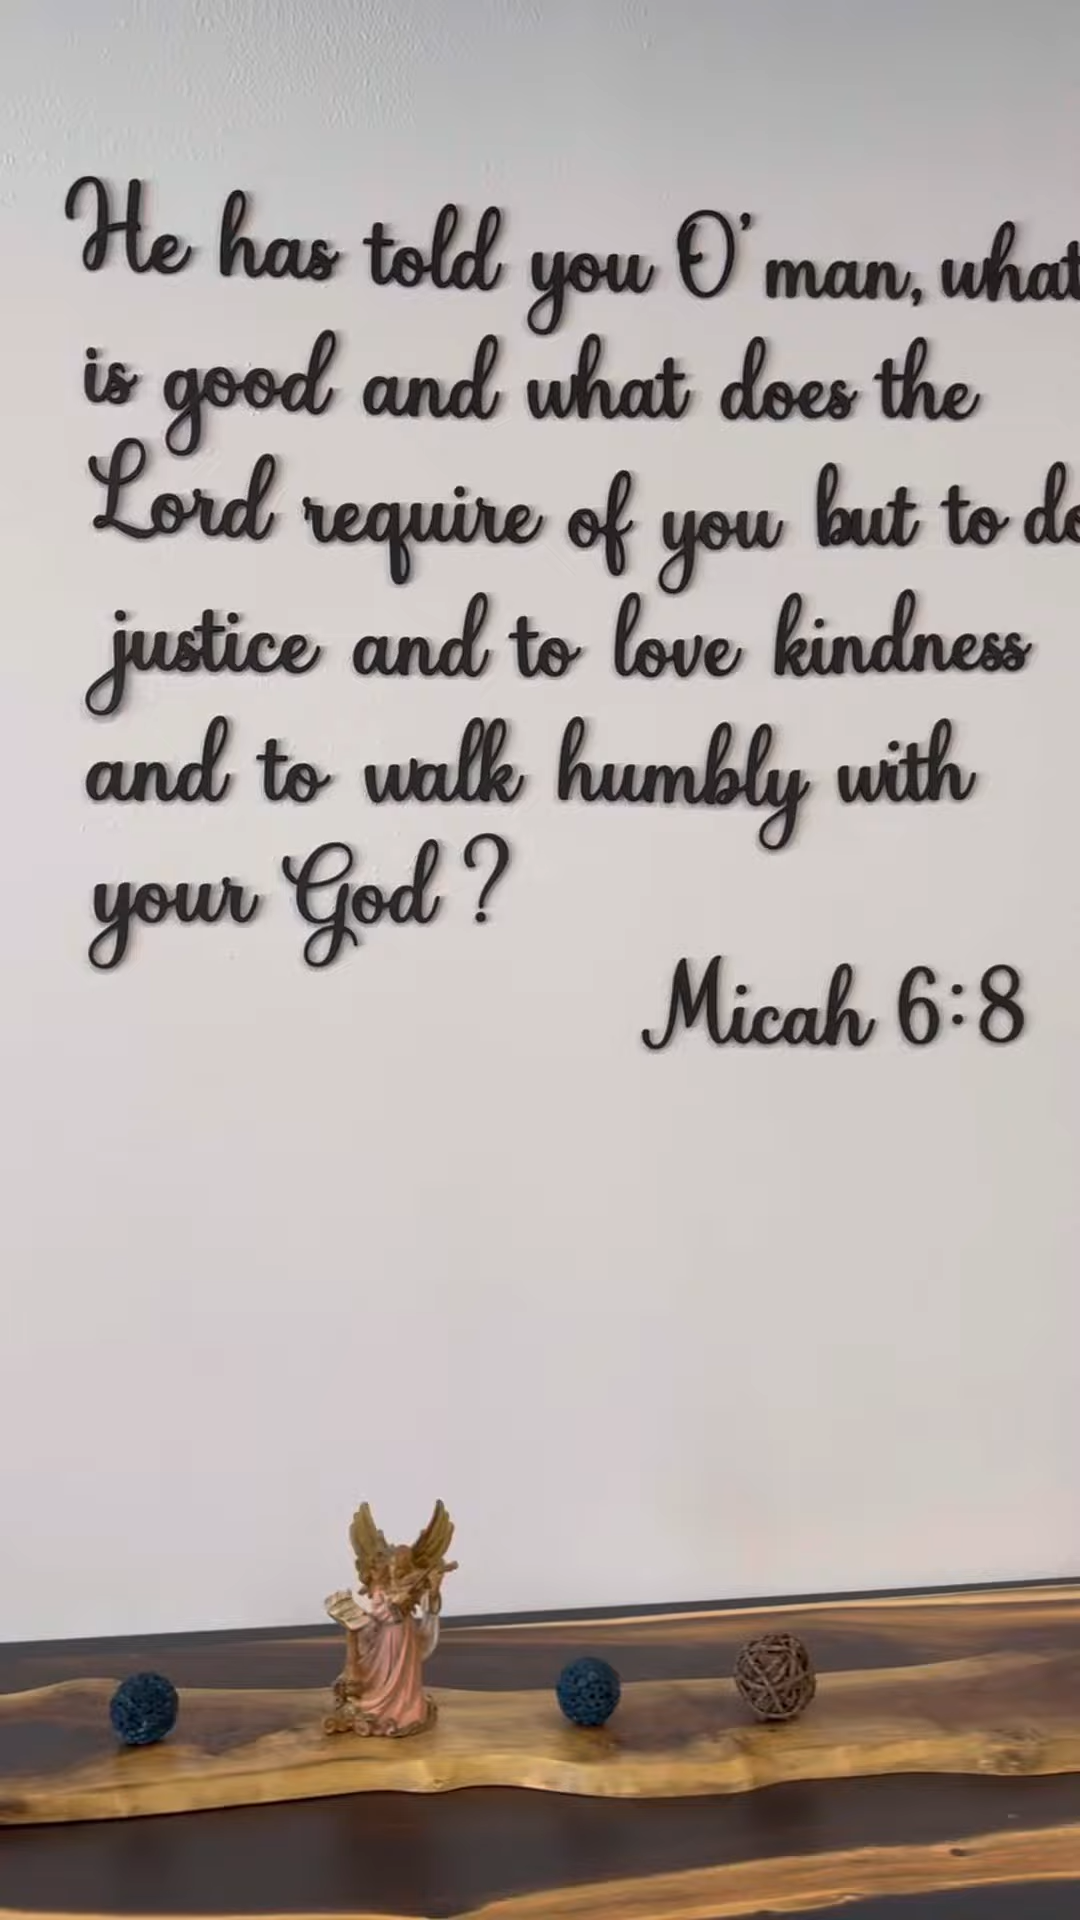 He has told you O' man, what
is good and what does the
Lord require of you but to do
justice and to love kindness
and to walk humbly with
your God ?
Micah 6:8